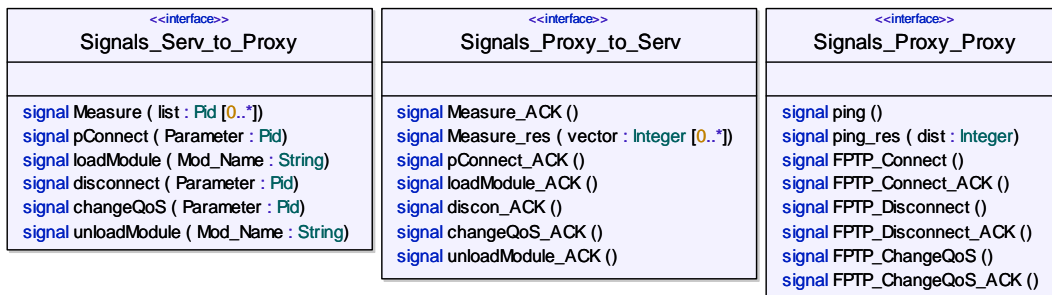 <<interface>>
Signals_Serv_to_Proxy
signal Measure ( list : Pid [0..*])
signal pConnect ( Parameter : Pid)
signal loadModule ( Mod_Name : String)
signal disconnect ( Parameter : Pid)
signal changeQoS ( Parameter : Pid)
signal unloadModule ( Mod_Name : String)
<<interface>>
Signals_Proxy_to_Serv
signal Measure_ACK ()
signal Measure_res ( vector : Integer [0..*])
signal pConnect_ACK ()
signal loadModule_ACK ()
signal discon_ACK ()
signal changeQoS_ACK ()
signal unloadModule_ACK ()
<<interface>>
Signals_Proxy_Proxy
signal ping ()
signal ping_res ( dist : Integer)
signal FPTP_Connect ()
signal FPTP_Connect_ACK ()
signal FPTP_Disconnect ()
signal FPTP_Disconnect_ACK ()
signal FPTP_ChangeQoS ()
signal FPTP_ChangeQoS_ACK ()